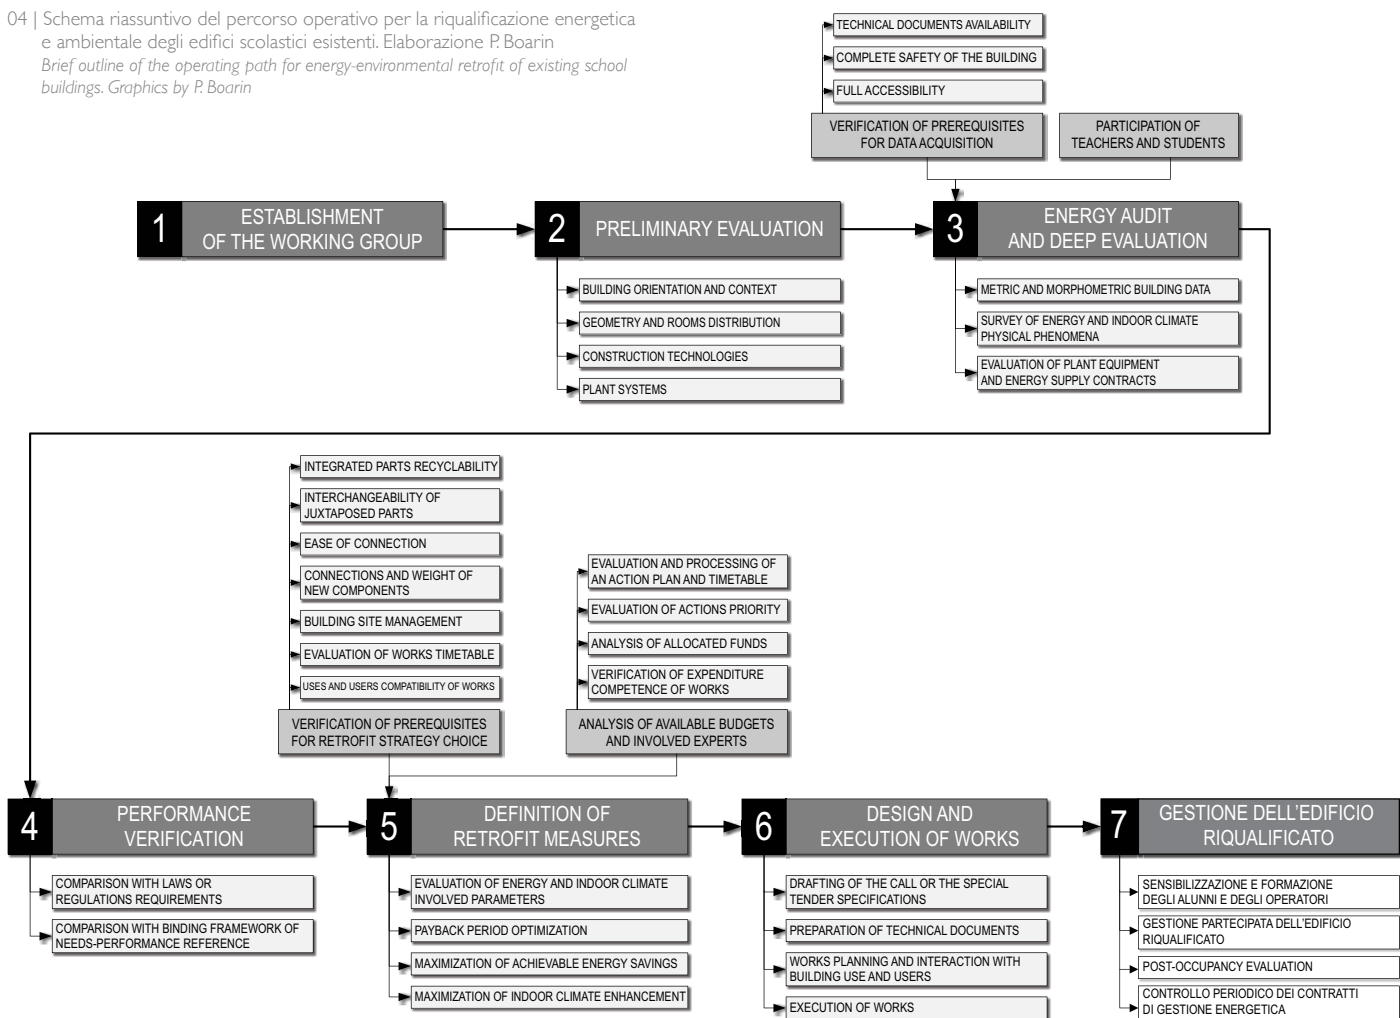 04 | Schema riassuntivo del percorso operativo per la riqualificazione energetica
e ambientale degli edifici scolastici esistenti. Elaborazione P. Boarin
Brief outline of the operating path for energy-environmental retrofit of existing school
buildings. Graphics by P. Boarin
TECHNICAL DOCUMENTS AVAILABILITY
COMPLETE SAFETY OF THE BUILDING
FULL ACCESSIBILITY
VERIFICATION OF PREREQUISITES
FOR DATA ACQUISITION
PARTICIPATION OF
TEACHERS AND STUDENTS
1
ESTABLISHMENT
OF THE WORKING GROUP
2
PRELIMINARY EVALUATION
BUILDING ORIENTATION AND CONTEXT
GEOMETRY AND ROOMS DISTRIBUTION
CONSTRUCTION TECHNOLOGIES
PLANT SYSTEMS
3
ENERGY AUDIT
AND DEEP EVALUATION
METRIC AND MORPHOMETRIC BUILDING DATA
SURVEY OF ENERGY AND INDOOR CLIMATE
PHYSICAL PHENOMENA
EVALUATION OF PLANT EQUIPMENT
AND ENERGY SUPPLY CONTRACTS
INTEGRATED PARTS RECYCLABILITY
INTERCHANGEABILITY OF
JUXTAPOSED PARTS
EASE OF CONNECTION
CONNECTIONS AND WEIGHT OF
NEW COMPONENTS
BUILDING SITE MANAGEMENT
EVALUATION OF WORKS TIMETABLE
USES AND USERS COMPATIBILITY OF WORKS
VERIFICATION OF PREREQUISITES
FOR RETROFIT STRATEGY CHOICE
EVALUATION AND PROCESSING OF
AN ACTION PLAN AND TIMETABLE
EVALUATION OF ACTIONS PRIORITY
ANALYSIS OF ALLOCATED FUNDS
VERIFICATION OF EXPENDITURE
COMPETENCE OF WORKS
ANALYSIS OF AVAILABLE BUDGETS
AND INVOLVED EXPERTS
4
PERFORMANCE
VERIFICATION
COMPARISON WITH LAWS OR
REGULATIONS REQUIREMENTS
COMPARISON WITH BINDING FRAMEWORK OF
NEEDS-PERFORMANCE REFERENCE
5
DEFINITION OF
RETROFIT MEASURES
EVALUATION OF ENERGY AND INDOOR CLIMATE
INVOLVED PARAMETERS
PAYBACK PERIOD OPTIMIZATION
MAXIMIZATION OF ACHIEVABLE ENERGY SAVINGS
MAXIMIZATION OF INDOOR CLIMATE ENHANCEMENT
6
DESIGN AND
EXECUTION OF WORKS
DRAFTING OF THE CALL OR THE SPECIAL
TENDER SPECIFICATIONS
PREPARATION OF TECHNICAL DOCUMENTS
WORKS PLANNING AND INTERACTION WITH
BUILDING USE AND USERS
EXECUTION OF WORKS
7
GESTIONE DELL'EDIFICIO
RIQUALIFICATO
SENSIBILIZZAZIONE E FORMAZIONE
DEGLI ALUNNI E DEGLI OPERATORI
GESTIONE PARTECIPATA DELL'EDIFICIO
RIQUALIFICATO
POST-OCCUPANCY EVALUATION
CONTROLLO PERIODICO DEI CONTRATTI
DI GESTIONE ENERGETICA